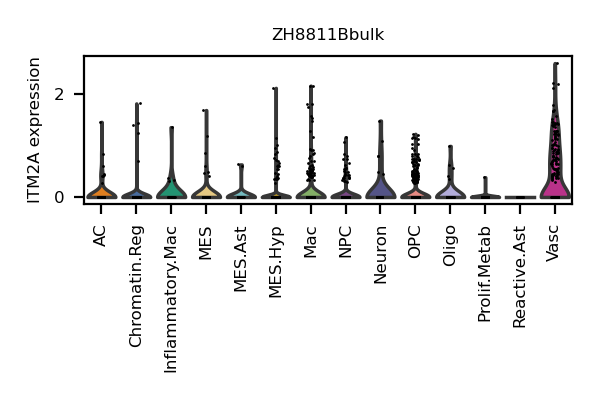 ZH8811Bbulk
ITM2A expression
2
0
AC
Chromatin.Reg
Inflammatory.Mac
MES
MES.Ast
MES.Hyp
Mac
NPC
Neuron
OPC
Oligo
Prolif.Metab
Reactive.Ast
Vasc